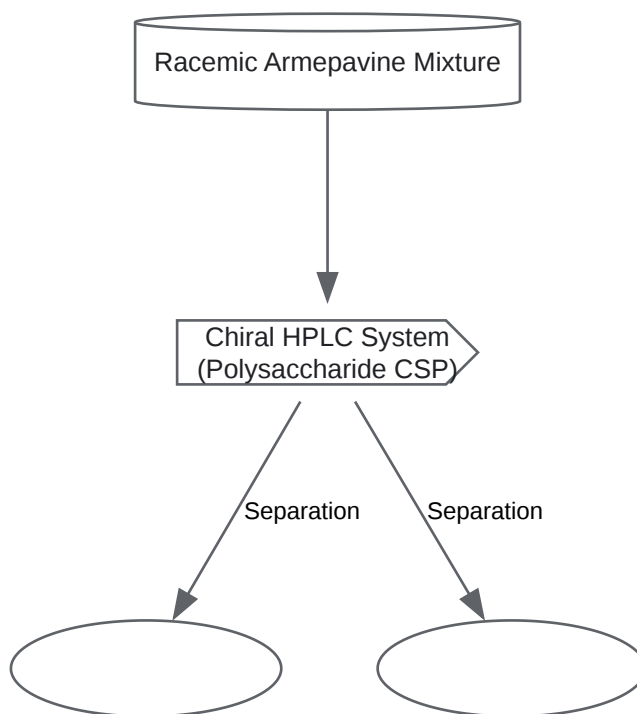 Racemic Armepavine Mixture
Chiral HPLC System
(Polysaccharide CSP)
Separation
Separation